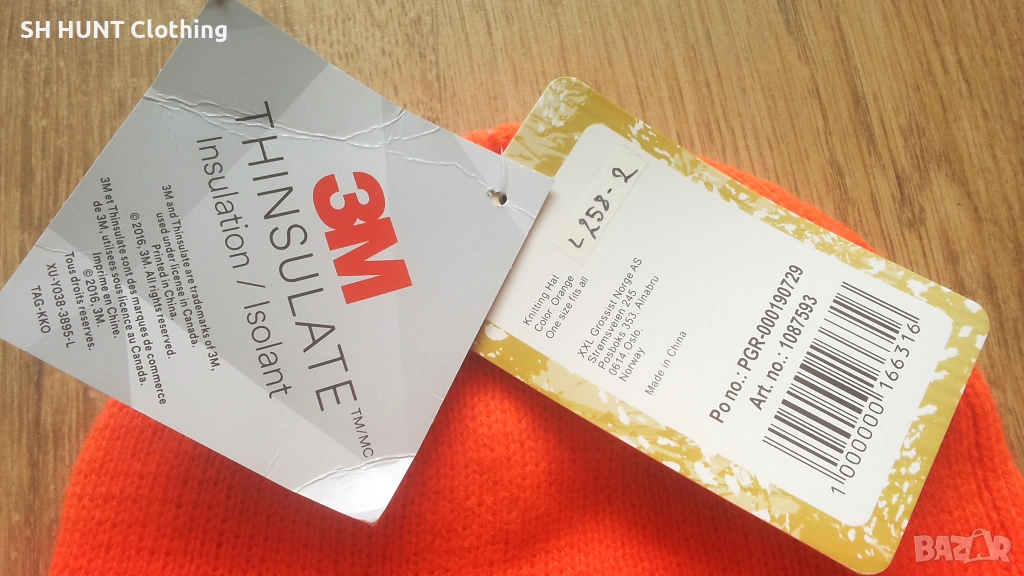 SH HUNT Clothing
3M
THINSULATE TM/MC
Insulation / Isolant
3M and Thinsulate are trademarks of 3M,
used under license in Canada.
Printed in China.
© 2016, 3M. All rights reserved.
3M et Thinsulate sont des marques de commerce
de 3M, utilisées sous licence au Canada.
Imprimé en Chine.
© 2016, 3M.
Tous droits réservés.
XU-Y038-3895-L
TAG-KKO
L258-2
Knitting Hat
Color: Orange
One size fits all
XXL Grossist Norge AS
Strømsveien 245
Postboks 353 Alnabru
0614 Oslo,
Norway
Made in China
Po no.: PGR-000190729
Art. no.: 1087593
1000000166316
BAZAR